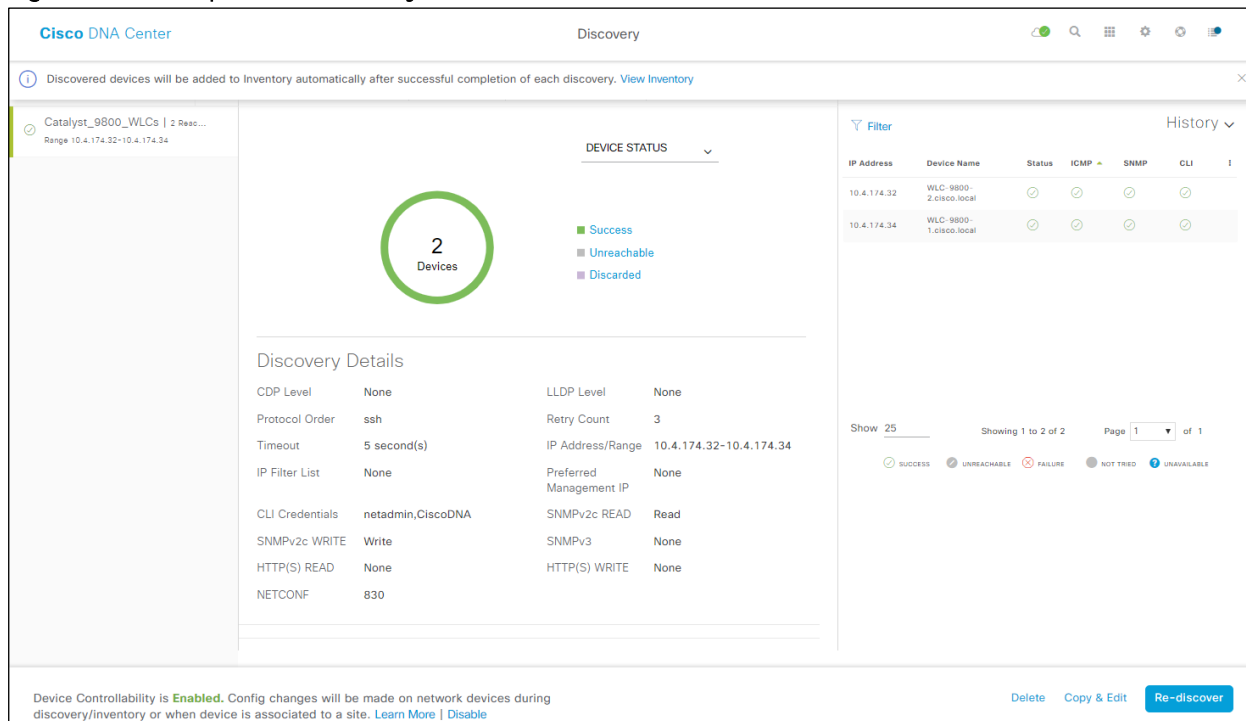 Cisco DNA Center
Discovery
Discovered devices will be added to Inventory automatically after successful completion of each discovery. View Inventory
Catalyst_9800_WLCs | 2 Reac...
Range 10.4.174.32-10.4.174.34
DEVICE STATUS
2
Devices
Success
Unreachable
Discarded
Discovery Details
CDP Level None LLDP Level None
Protocol Order ssh Retry Count 3
Timeout 5 second(s) IP Address/Range 10.4.174.32-10.4.174.34
IP Filter List None Preferred None
Management IP
CLI Credentials netadmin,CiscoDNA SNMPv2c READ Read
SNMPv2c WRITE Write SNMPv3 None
HTTP(S) READ None HTTP(S) WRITE None
NETCONF 830
Filter History
IP Address Device Name Status ICMP SNMP CLI
10.4.174.32 WLC-9800-
2.cisco.local
10.4.174.34 WLC-9800-
1.cisco.local
Show 25 Showing 1 to 2 of 2 Page 1 of 1
SUCCESS UNREACHABLE FAILURE NOT TRIED UNAVAILABLE
Device Controllability is Enabled. Config changes will be made on network devices during
discovery/inventory or when device is associated to a site. Learn More | Disable
Delete Copy & Edit Re-discover